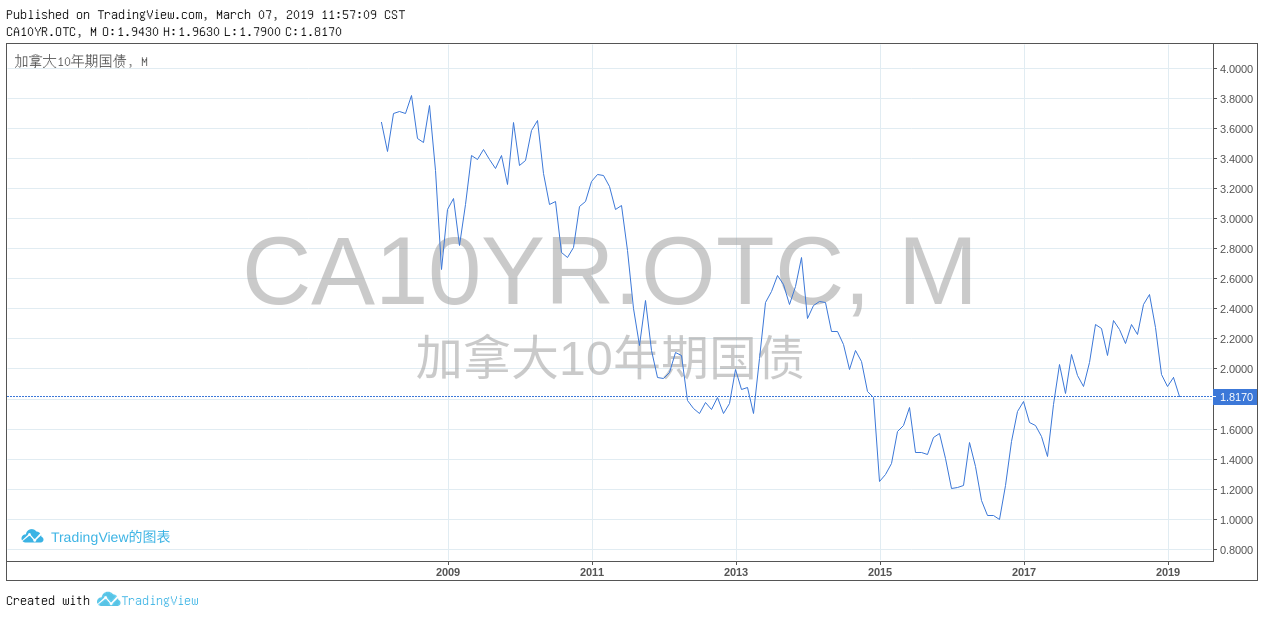 Published on TradingView.com, March 07, 2019 11:57:09 CST
CA10YR.OTC, M O:1.9430 H:1.9630 L:1.7900 C:1.8170
加拿大10年期国债, M
4.0000
3.8000
3.6000
3.4000
3.2000
3.0000
2.8000
CA10YR.OTC, M
2.6000
2.4000
2.2000
加拿大10年期国债
2.0000
1.8170
1.6000
1.4000
1.2000
1.0000
TradingView的图表
0.8000
2009 2011 2013 2015 2017 2019
Created with TradingView